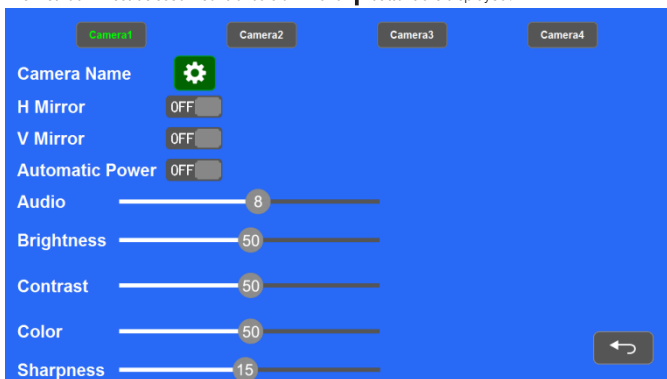 Camera1 Camera2 Camera3 Camera4
Camera Name
H Mirror OFF
V Mirror OFF
Automatic Power OFF
Audio 8
Brightness 50
Contrast 50
Color 50
Sharpness 15